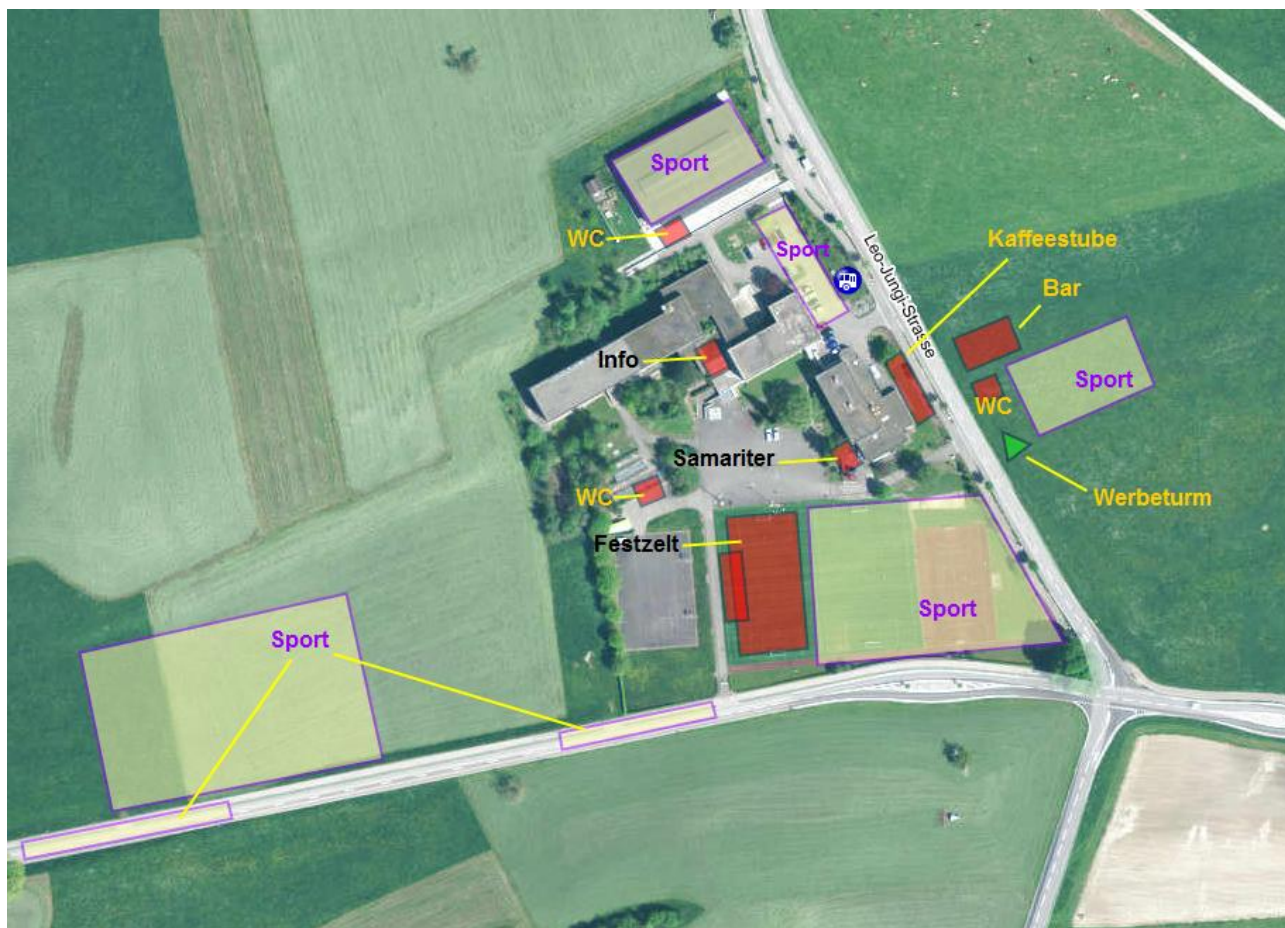 Sport
WC
Sport
Leo-Jungi-Strasse
Kaffeestube
Bar
Info
Sport
WC
Samariter
WC
Werbeturm
Festzelt
Sport
Sport